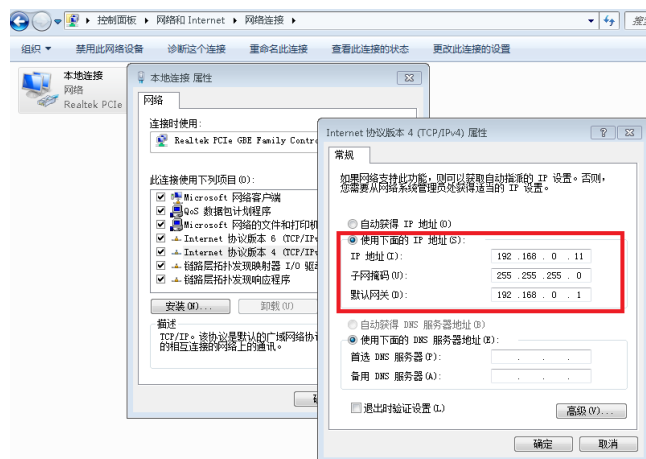 控制面板 ▸ 网络和 Internet ▸ 网络连接 ▸
组织 ▼ 禁用此网络设备 诊断这个连接 重命名此连接 查看此连接的状态 更改此连接的设置
本地连接
网络
Realtek PCIe
本地连接 属性
网络
连接时使用:
Realtek PCIe GBE Family Contro
此连接使用下列项目(O):
Microsoft 网络客户端
QoS 数据包计划程序
Microsoft 网络的文件和打印机
Internet 协议版本 6 (TCP/IPv
Internet 协议版本 4 (TCP/IPv
链路层拓扑发现映射器 I/O 驱
链路层拓扑发现响应程序
安装(N)... 卸载(U)
描述
TCP/IP。该协议是默认的广域网络协
的相互连接的网络上的通讯。
Internet 协议版本 4 (TCP/IPv4) 属性
常规
如果网络支持此功能，则可以获取自动指派的 IP 设置。否则，
您需要从网络系统管理员处获得适当的 IP 设置。
自动获得 IP 地址(O)
使用下面的 IP 地址(S):
IP 地址(I): 192 .168 . 0 . 11
子网掩码(U): 255 .255 .255 . 0
默认网关(D): 192 .168 . 0 . 1
自动获得 DNS 服务器地址(B)
使用下面的 DNS 服务器地址(E):
首选 DNS 服务器(P): . . .
备用 DNS 服务器(A): . . .
退出时验证设置(L)
高级(V)...
确定 取消